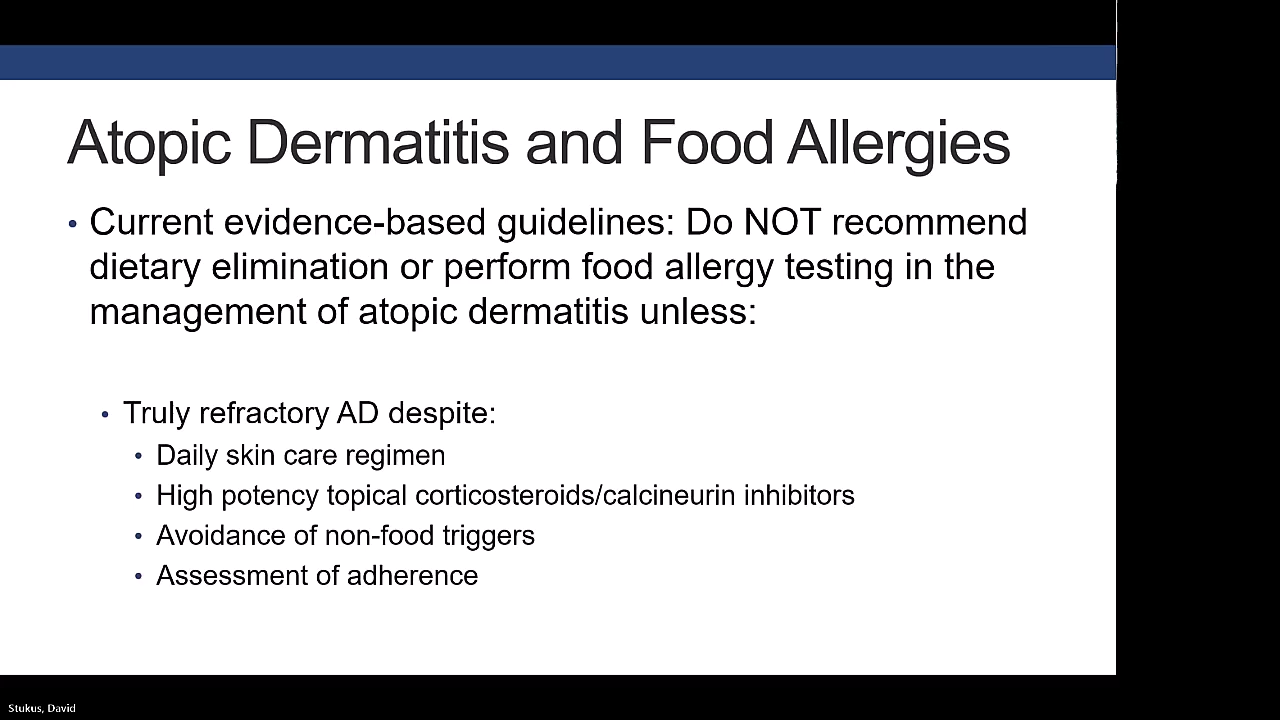 Atopic Dermatitis and Food Allergies
• Current evidence-based guidelines: Do NOT recommend
dietary elimination or perform food allergy testing in the
management of atopic dermatitis unless:
• Truly refractory AD despite:
• Daily skin care regimen
• High potency topical corticosteroids/calcineurin inhibitors
• Avoidance of non-food triggers
• Assessment of adherence
Stukus, David